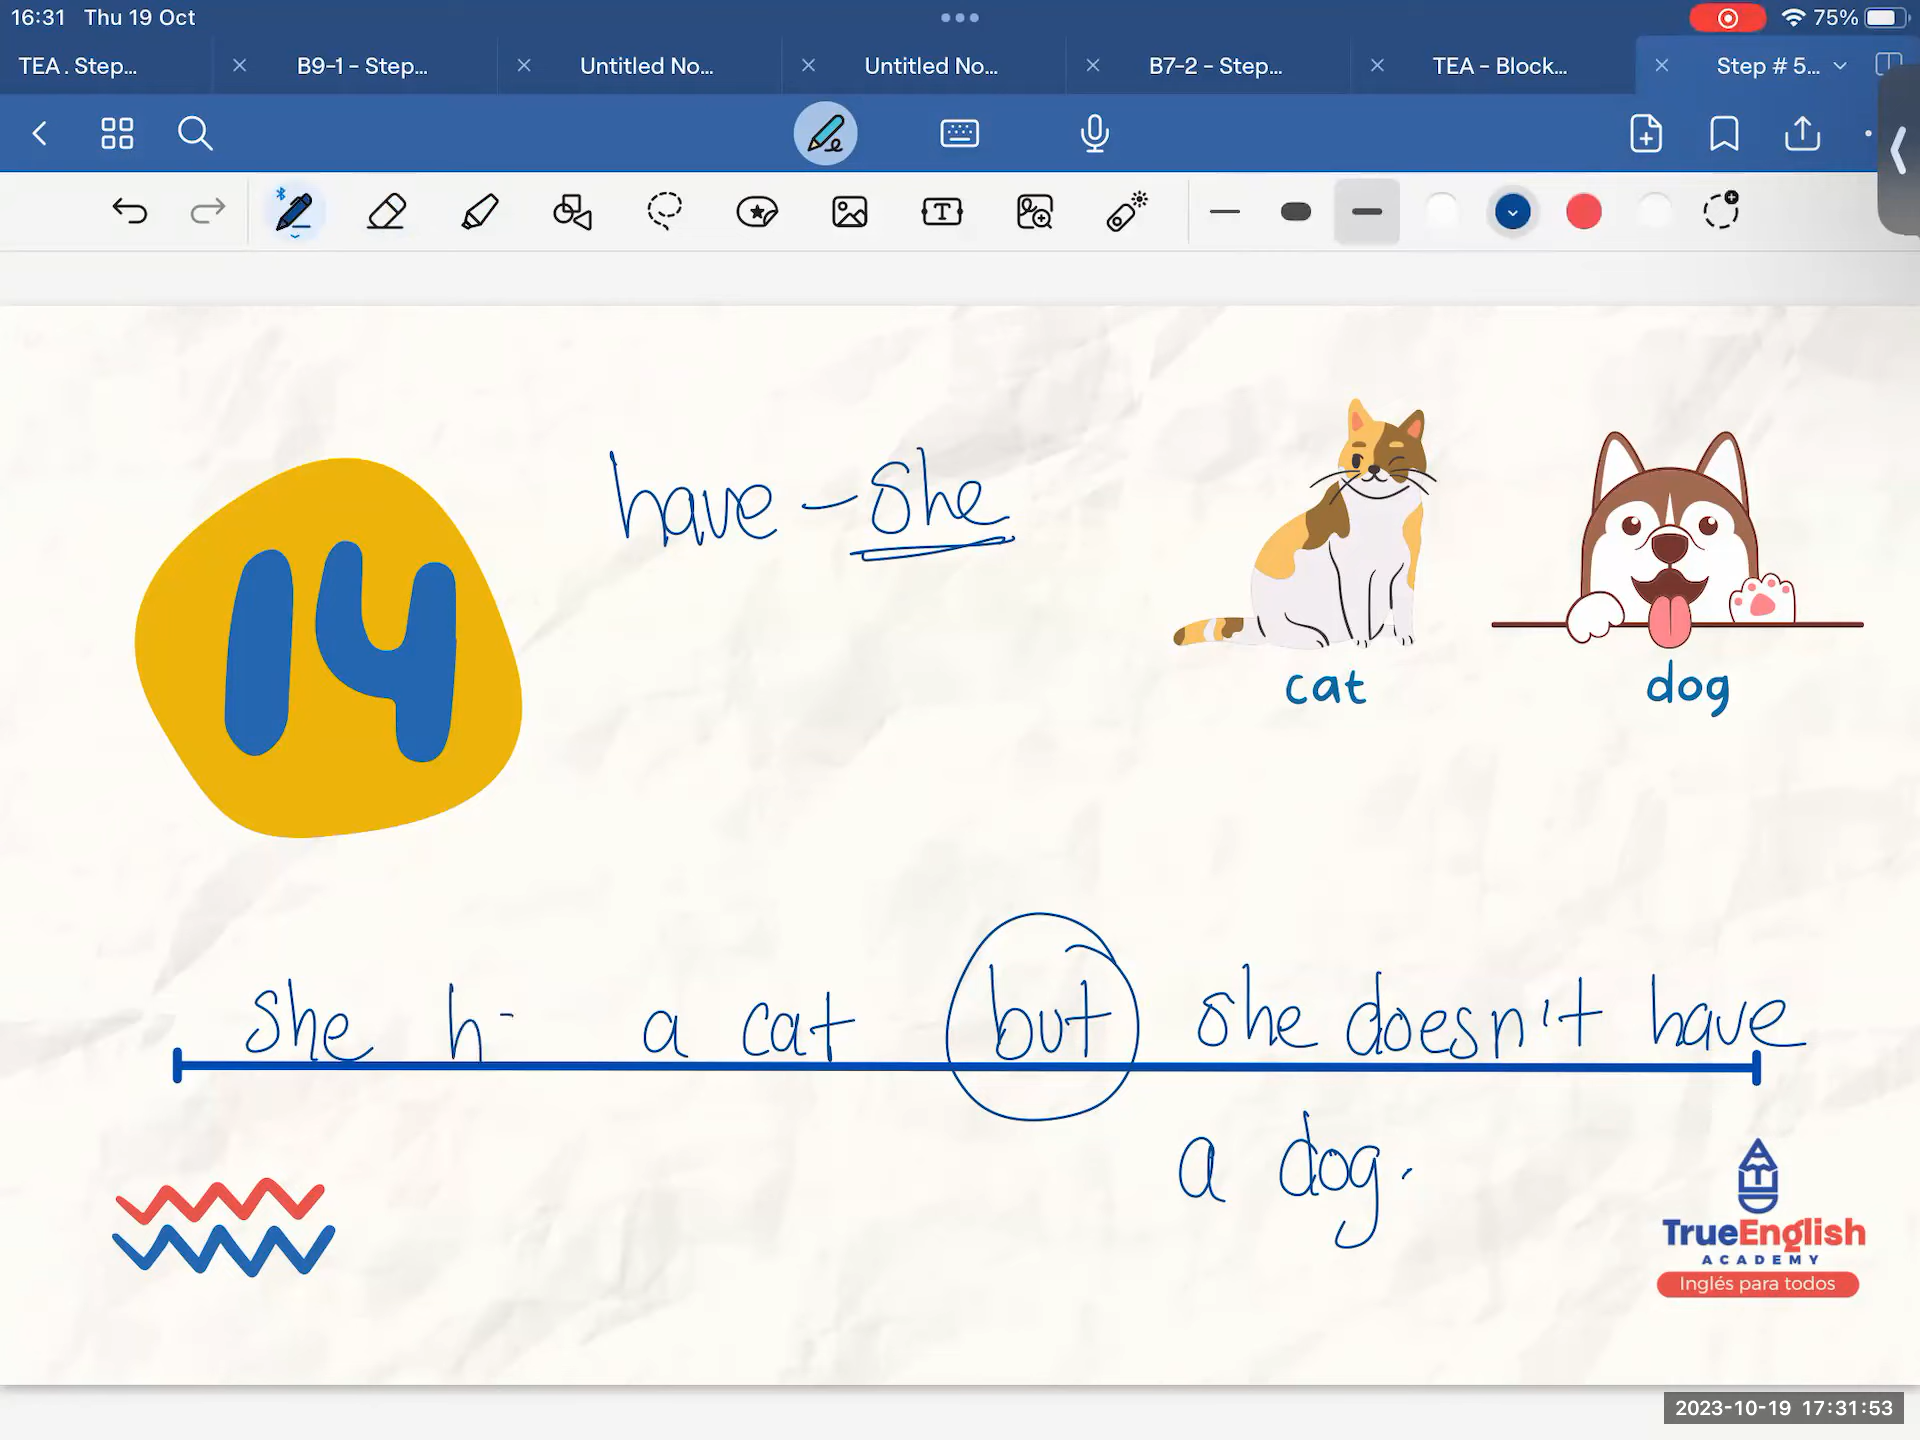 16:31 Thu 19 Oct 75%
TEA . Step... B9-1 - Step... Untitled No... Untitled No... B7-2 - Step... TEA - Block... Step # 5...
have - she
14
cat dog
she h- a cat but she doesn't have
a dog.
TrueEnglish
ACADEMY
Inglés para todos
2023-10-19 17:31:53